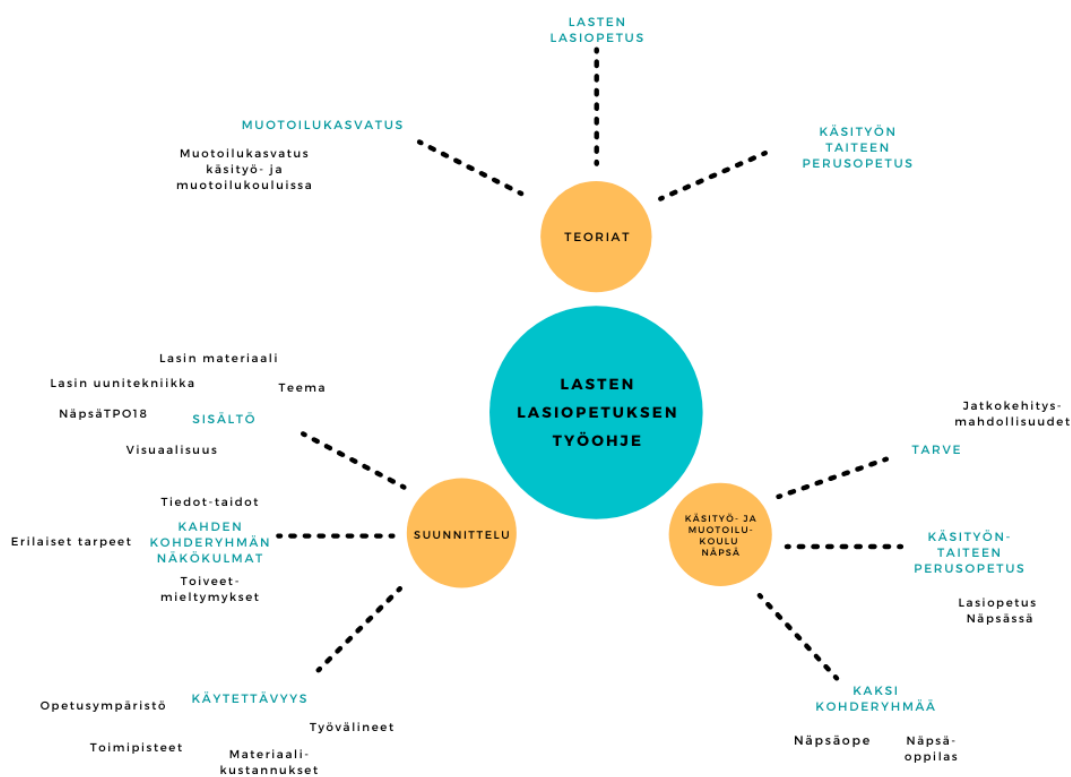 LASTEN
LASIOPETUS
MUOTOILUKASVATUS
Muotoilukasvatus
käsityö- ja
muotoilukouluissa
KÄSITYÖN
TAITEEN
PERUSOPETUS
TEORIAT
LASTEN
LASIOPETUKSEN
TYÖOHJE
Lasin materiaali
Lasin uunitekniikka
Teema
NäpsäTPO18
SISÄLTÖ
Visuaalisuus
Tiedot-taidot
KAHDEN
KOHDERYHMÄN
NÄKÖKULMAT
Erilaiset tarpeet
Toiveet-
mieltymykset
SUUNNITTELU
KÄYTETTÄVYYS
Opetusympäristö
Työvälineet
Toimipisteet
Materiaali-
kustannukset
KÄSITYÖ- JA
MUOTOILU-
KOULU
NÄPSÄ
Jatkokehitys-
mahdollisuudet
TARVE
KÄSITYÖN-
TAITEEN
PERUSOPETUS
Lasiopetus
Näpsässä
KAKSI
KOHDERYHMÄÄ
Näpsäope
Näpsä-
oppilas